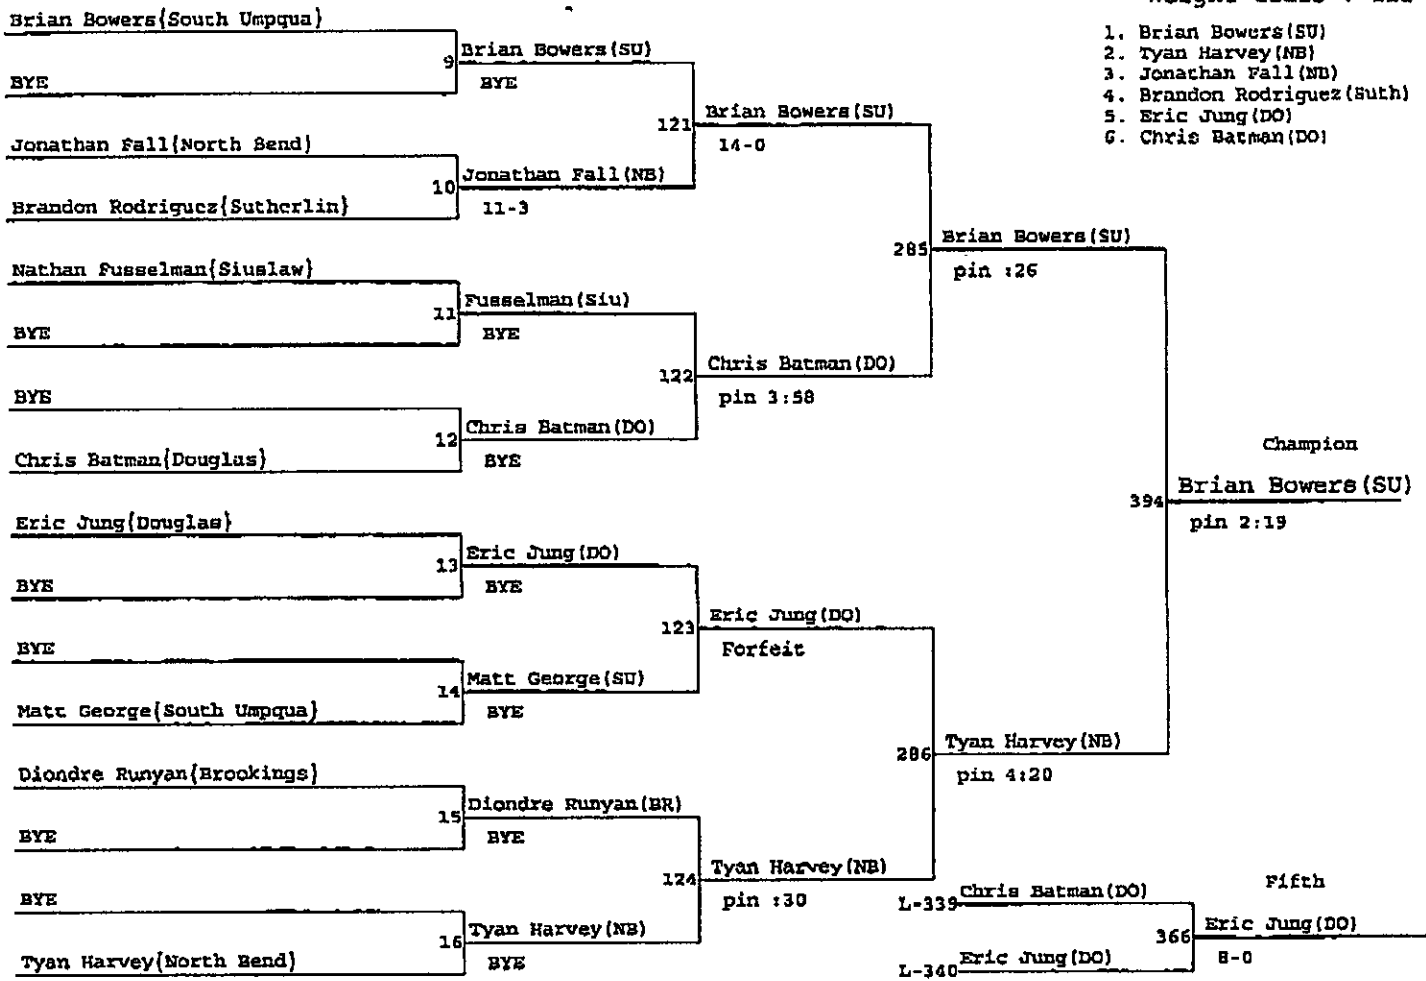 Brian Bowers{South Umpqua}
9
Brian Bowers(SU)
BYE
BYE
121
Brian Bowers(SU)
14-0
Jonathan Fall{North Bend}
10
Jonathan Fall(NB)
11-3
Brandon Rodriguez{Sutherlin}
285
Brian Bowers(SU)
pin :26
Nathan Fusselman{Siuslaw}
11
Fusselman(Siu)
BYE
BYE
122
Chris Batman(DO)
pin 3:58
BYE
12
Chris Batman(DO)
BYE
Chris Batman{Douglas}
Champion
394
Brian Bowers(SU)
pin 2:19
Eric Jung{Douglas}
13
Eric Jung(DO)
BYE
BYE
123
Eric Jung(DO)
Forfeit
BYE
14
Matt George(SU)
BYE
Matt George{South Umpqua}
286
Tyan Harvey(NB)
pin 4:20
Diondre Runyan{Brookings}
15
Diondre Runyan(BR)
BYE
BYE
124
Tyan Harvey(NB)
pin :30
BYE
16
Tyan Harvey(NB)
BYE
Tyan Harvey{North Bend}
1. Brian Bowers(SU)
2. Tyan Harvey(NB)
3. Jonathan Fall(NB)
4. Brandon Rodriguez(Suth)
5. Eric Jung(DO)
6. Chris Batman(DO)
L-339 Chris Batman(DO)
Fifth
366
Eric Jung(DO)
8-0
L-340 Eric Jung(DO)